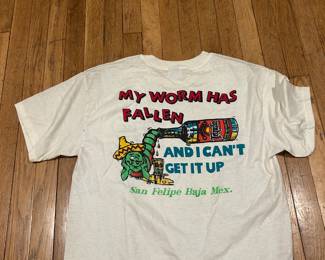 MY WORM HAS
FALLEN
AND I CAN'T
GET IT UP
San Felipe Baja Mex.